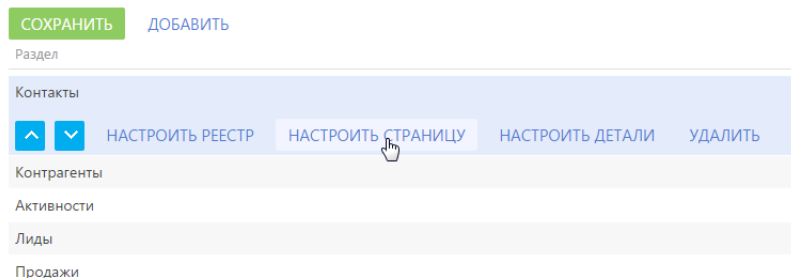 СОХРАНИТЬ ДОБАВИТЬ
Раздел
Контакты
НАСТРОИТЬ РЕЕСТР НАСТРОИТЬ СТРАНИЦУ НАСТРОИТЬ ДЕТАЛИ УДАЛИТЬ
Контрагенты
Активности
Лиды
Продажи